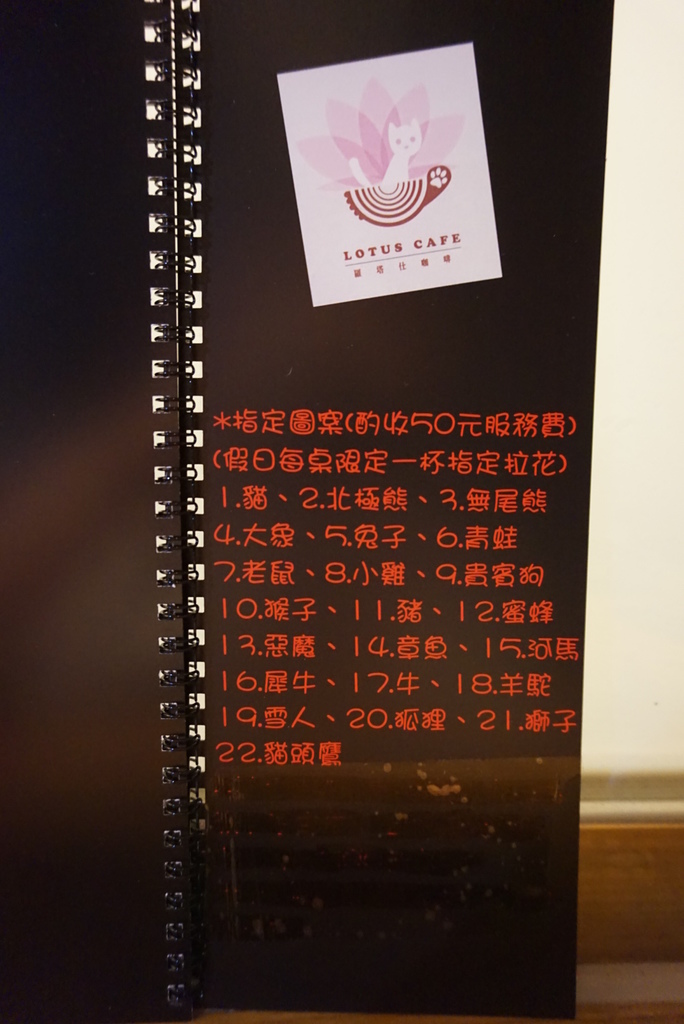 LOTUS CAFE
羅塔仕咖啡
*指定圖案(酌收50元服務費)
(假日每桌限定一杯指定拉花)
1.貓、2.北極熊、3.無尾熊
4.大象、5.兔子、6.青蛙
7.老鼠、8.小雞、9.貴賓狗
10.猴子、11.豬、12.蜜蜂
13.惡魔、14.章魚、15.河馬
16.犀牛、17.牛、18.羊駝
19.雪人、20.狐狸、21.獅子
22.貓頭鷹